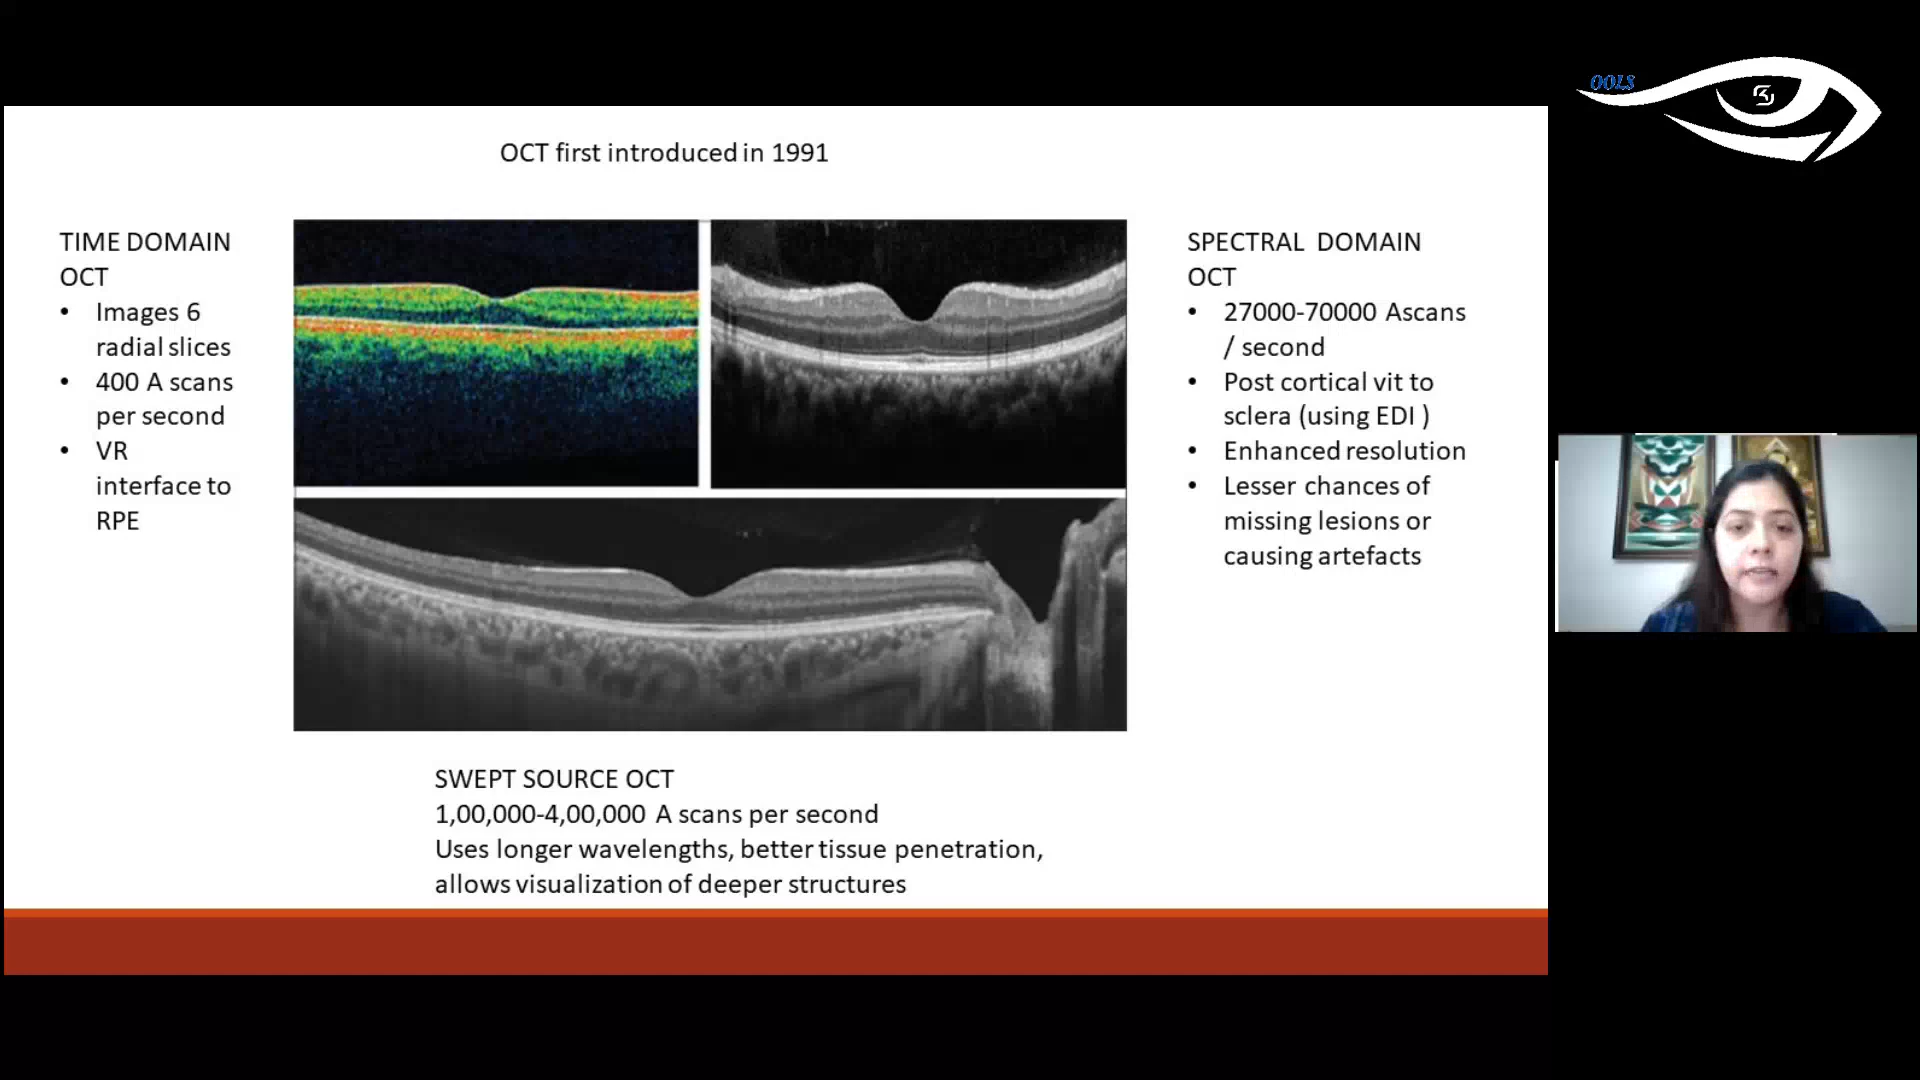 OOLS
OCT first introduced in 1991
TIME DOMAIN
OCT
• Images 6
radial slices
• 400 A scans
per second
• VR
interface to
RPE
SPECTRAL DOMAIN
OCT
• 27000-70000 Ascans
/ second
• Post cortical vit to
sclera (using EDI )
• Enhanced resolution
• Lesser chances of
missing lesions or
causing artefacts
SWEPT SOURCE OCT
1,00,000-4,00,000 A scans per second
Uses longer wavelengths, better tissue penetration,
allows visualization of deeper structures